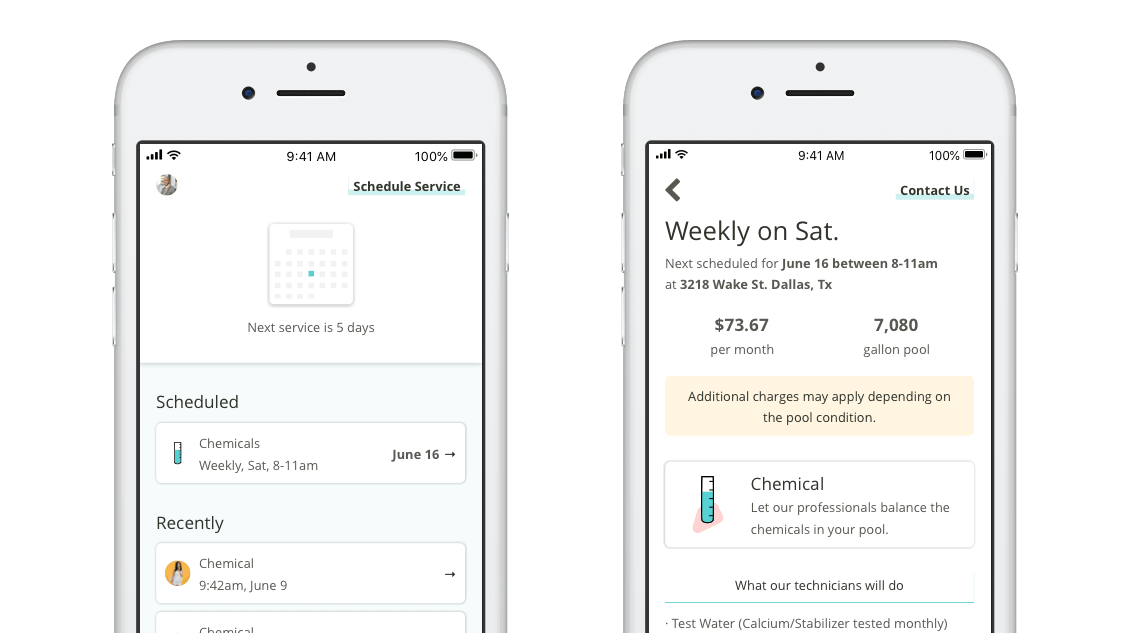 9:41 AM
100%
Schedule Service
Next service is 5 days
Scheduled
Chemicals
Weekly, Sat, 8-11am
June 16 →
Recently
Chemical
9:42am, June 9
→
Chemical
9:41 AM
100%
Contact Us
Weekly on Sat.
Next scheduled for June 16 between 8-11am
at 3218 Wake St. Dallas, Tx
$73.67
per month
7,080
gallon pool
Additional charges may apply depending on
the pool condition.
Chemical
Let our professionals balance the
chemicals in your pool.
What our technicians will do
· Test Water (Calcium/Stabilizer tested monthly)